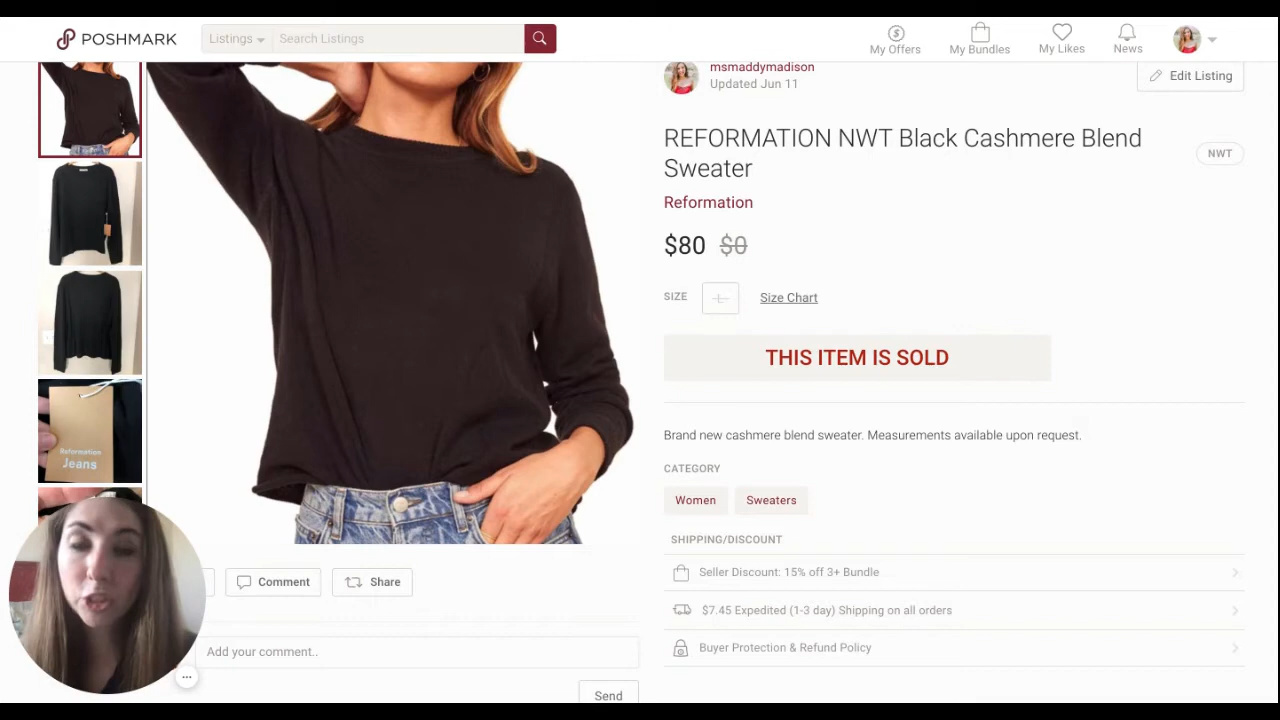 POSHMARK
Listings
Search Listings
My Offers
My Bundles
My Likes
News
msmaddymadison
Updated Jun 11
Edit Listing
REFORMATION NWT Black Cashmere Blend
Sweater
NWT
Reformation
$80 $0
SIZE
L
Size Chart
THIS ITEM IS SOLD
Brand new cashmere blend sweater. Measurements available upon request.
CATEGORY
Women
Sweaters
SHIPPING/DISCOUNT
Seller Discount: 15% off 3+ Bundle
$7.45 Expedited (1-3 day) Shipping on all orders
Buyer Protection & Refund Policy
Reformation
Jeans
Comment
Share
Add your comment..
Send